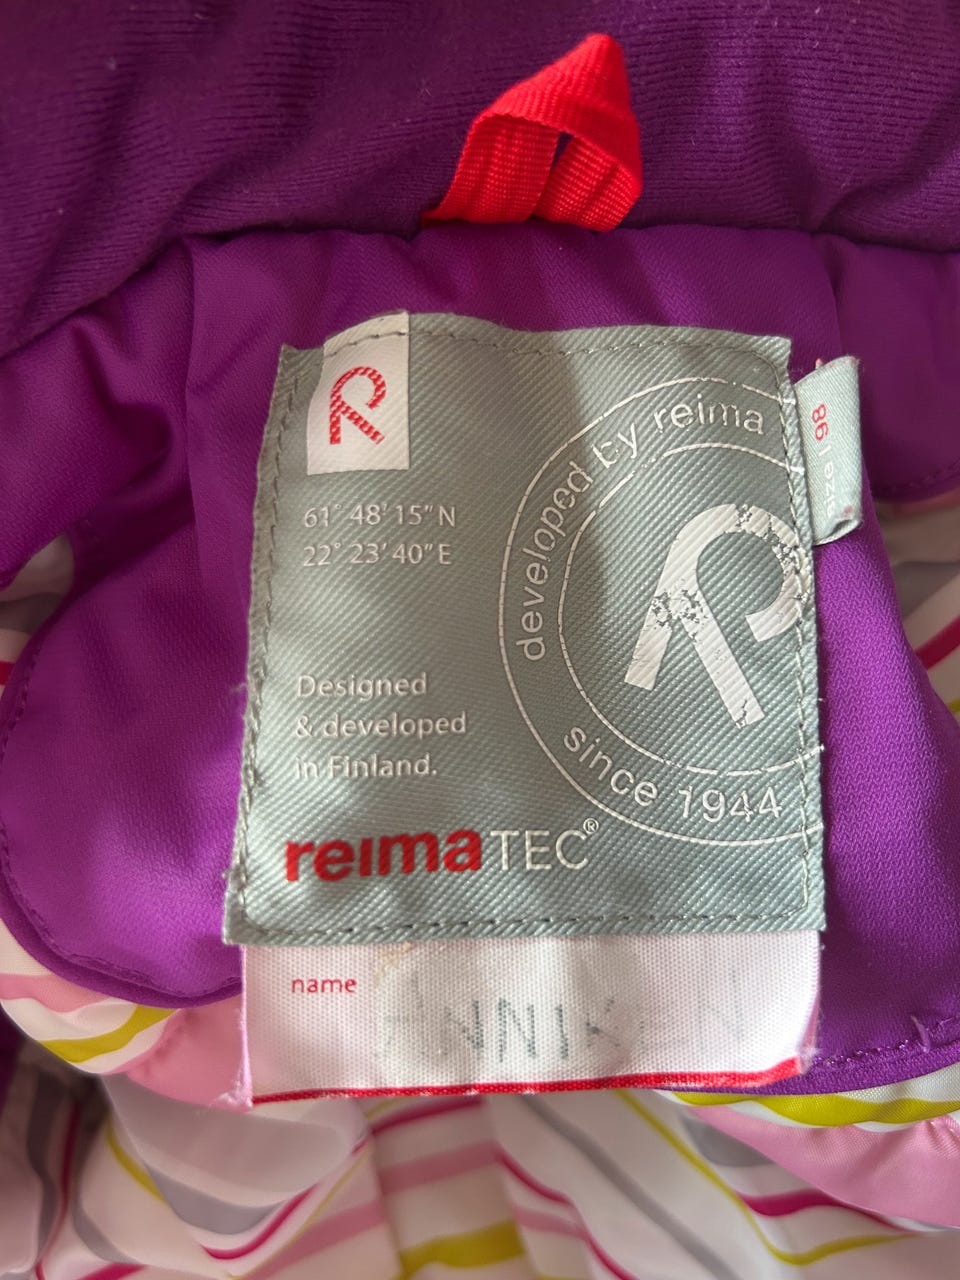 R
61° 48' 15" N
22° 23' 40" E
developed by reima
since 1944
size | 98
Designed
& developed
in Finland.
reimaTEC®
name